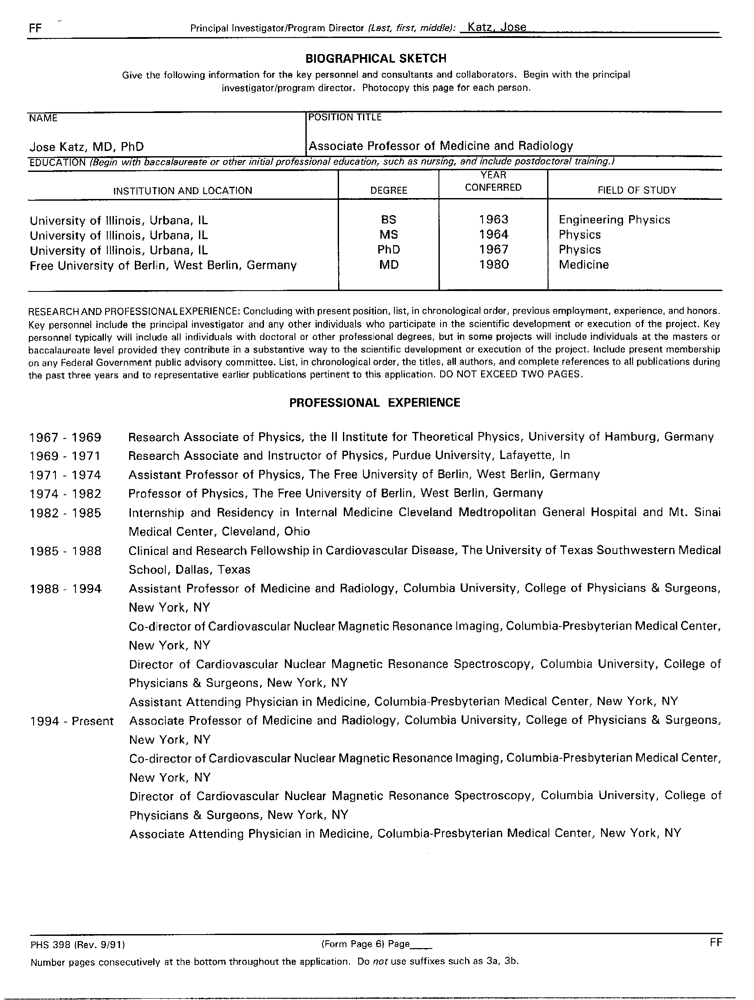 FF Principal Investigator/Program Director (Last, first, middle): Katz, Jose
BIOGRAPHICAL SKETCH
Give the following information for the key personnel and consultants and collaborators. Begin with the principal
investigator/program director. Photocopy this page for each person.
NAME POSITION TITLE
Jose Katz, MD, PhD Associate Professor of Medicine and Radiology
EDUCATION (Begin with baccalaureate or other initial professional education, such as nursing, and include postdoctoral training.)
INSTITUTION AND LOCATION DEGREE YEAR CONFERRED FIELD OF STUDY
University of Illinois, Urbana, IL BS 1963 Engineering Physics
University of Illinois, Urbana, IL MS 1964 Physics
University of Illinois, Urbana, IL PhD 1967 Physics
Free University of Berlin, West Berlin, Germany MD 1980 Medicine
RESEARCH AND PROFESSIONAL EXPERIENCE: Concluding with present position, list, in chronological order, previous employment, experience, and honors.
Key personnel include the principal investigator and any other individuals who participate in the scientific development or execution of the project. Key
personnel typically will include all individuals with doctoral or other professional degrees, but in some projects will include individuals at the masters or
baccalaureate level provided they contribute in a substantive way to the scientific development or execution of the project. Include present membership
on any Federal Government public advisory committee. List, in chronological order, the titles, all authors, and complete references to all publications during
the past three years and to representative earlier publications pertinent to this application. DO NOT EXCEED TWO PAGES.
PROFESSIONAL EXPERIENCE
1967 - 1969 Research Associate of Physics, the II Institute for Theoretical Physics, University of Hamburg, Germany
1969 - 1971 Research Associate and Instructor of Physics, Purdue University, Lafayette, In
1971 - 1974 Assistant Professor of Physics, The Free University of Berlin, West Berlin, Germany
1974 - 1982 Professor of Physics, The Free University of Berlin, West Berlin, Germany
1982 - 1985 Internship and Residency in Internal Medicine Cleveland Medtropolitan General Hospital and Mt. Sinai
Medical Center, Cleveland, Ohio
1985 - 1988 Clinical and Research Fellowship in Cardiovascular Disease, The University of Texas Southwestern Medical
School, Dallas, Texas
1988 - 1994 Assistant Professor of Medicine and Radiology, Columbia University, College of Physicians & Surgeons,
New York, NY
Co-director of Cardiovascular Nuclear Magnetic Resonance Imaging, Columbia-Presbyterian Medical Center,
New York, NY
Director of Cardiovascular Nuclear Magnetic Resonance Spectroscopy, Columbia University, College of
Physicians & Surgeons, New York, NY
Assistant Attending Physician in Medicine, Columbia-Presbyterian Medical Center, New York, NY
1994 - Present Associate Professor of Medicine and Radiology, Columbia University, College of Physicians & Surgeons,
New York, NY
Co-director of Cardiovascular Nuclear Magnetic Resonance Imaging, Columbia-Presbyterian Medical Center,
New York, NY
Director of Cardiovascular Nuclear Magnetic Resonance Spectroscopy, Columbia University, College of
Physicians & Surgeons, New York, NY
Associate Attending Physician in Medicine, Columbia-Presbyterian Medical Center, New York, NY
PHS 398 (Rev. 9/91) (Form Page 6) Page____ FF
Number pages consecutively at the bottom throughout the application. Do not use suffixes such as 3a, 3b.